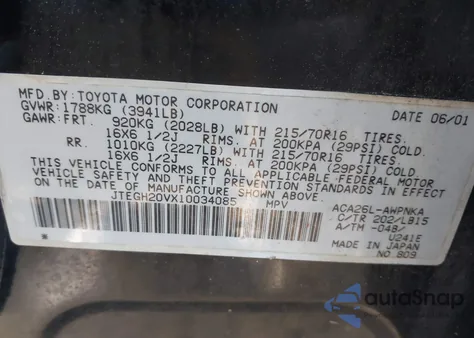 MFD.BY:TOYOTA MOTOR CORPORATION DATE 06/01
GVWR:1788KG (3941LB)
GAWR:FRT. 920KG (2028LB) WITH 215/70R16 TIRES,
16X6 1/2J RIMS, AT 200KPA (29PSI) COLD.
RR. 1010KG (2227LB) WITH 215/70R16 TIRES,
16X6 1/2J RIMS, AT 200KPA (29PSI) COLD.
THIS VEHICLE CONFORMS TO ALL APPLICABLE FEDERAL MOTOR
VEHICLE SAFETY AND THEFT PREVENTION STANDARDS IN EFFECT
ON THE DATE OF MANUFACTURE SHOWN ABOVE.
JTEGH20VX10034085 MPV ACA26L-AWPNKA
C/TR 202/LB15
A/TM -04B/
U241E
MADE IN JAPAN
NO 809
autoSnap